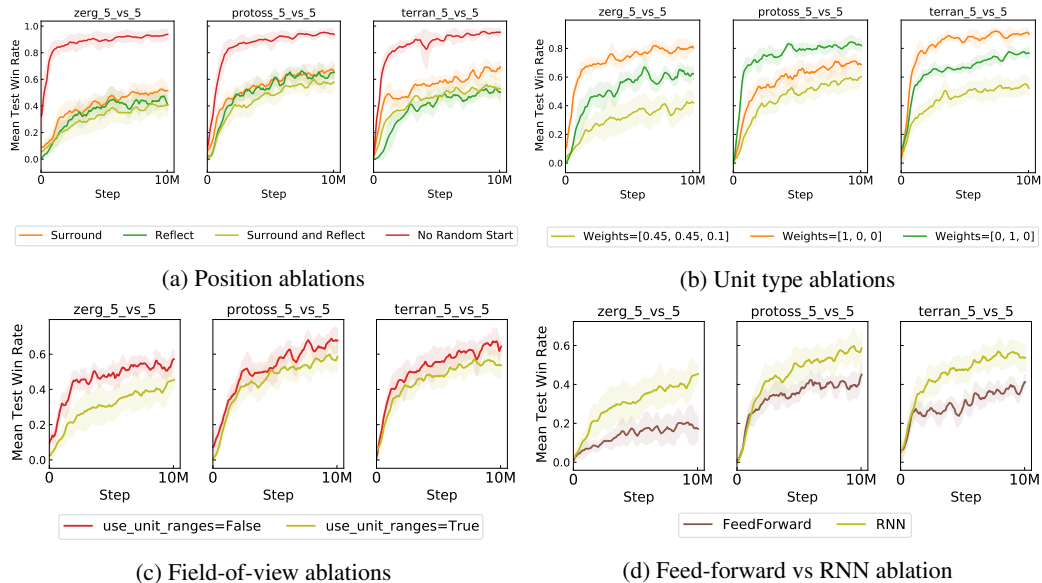 zerg_5_vs_5 protoss_5_vs_5 terran_5_vs_5
Mean Test Win Rate
1.0
0.8
0.6
0.4
0.2
0.0
0 10M 0 10M 0 10M
Step Step Step
Surround Reflect Surround and Reflect No Random Start
(a) Position ablations
zerg_5_vs_5 protoss_5_vs_5 terran_5_vs_5
Mean Test Win Rate
0.8
0.6
0.4
0.2
0.0
0 10M 0 10M 0 10M
Step Step Step
Weights=[0.45, 0.45, 0.1] Weights=[1, 0, 0] Weights=[0, 1, 0]
(b) Unit type ablations
zerg_5_vs_5 protoss_5_vs_5 terran_5_vs_5
Mean Test Win Rate
0.6
0.4
0.2
0.0
0 10M 0 10M 0 10M
Step Step Step
use_unit_ranges=False use_unit_ranges=True
(c) Field-of-view ablations
zerg_5_vs_5 protoss_5_vs_5 terran_5_vs_5
Mean Test Win Rate
0.6
0.4
0.2
0.0
0 10M 0 10M 0 10M
Step Step Step
FeedForward RNN
(d) Feed-forward vs RNN ablation